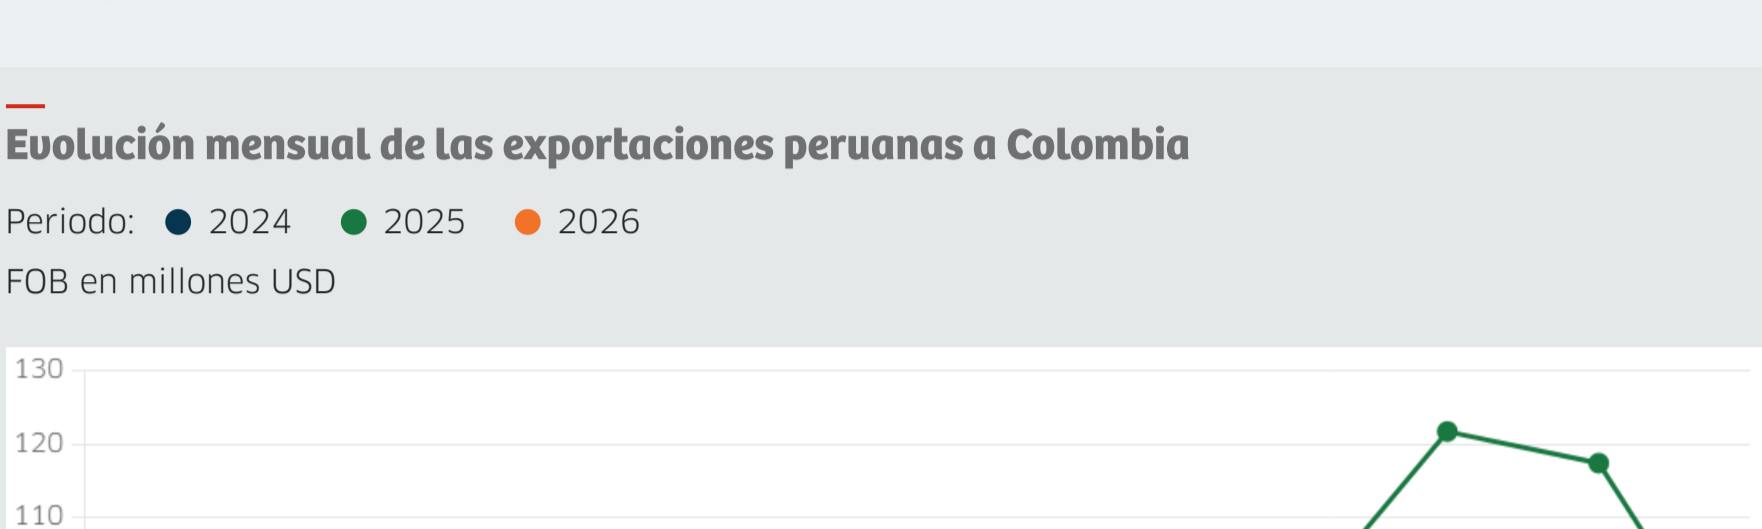 Evolución mensual de las exportaciones peruanas a Colombia
Periodo: 2024 2025 2026
FOB en millones USD
130
120
110